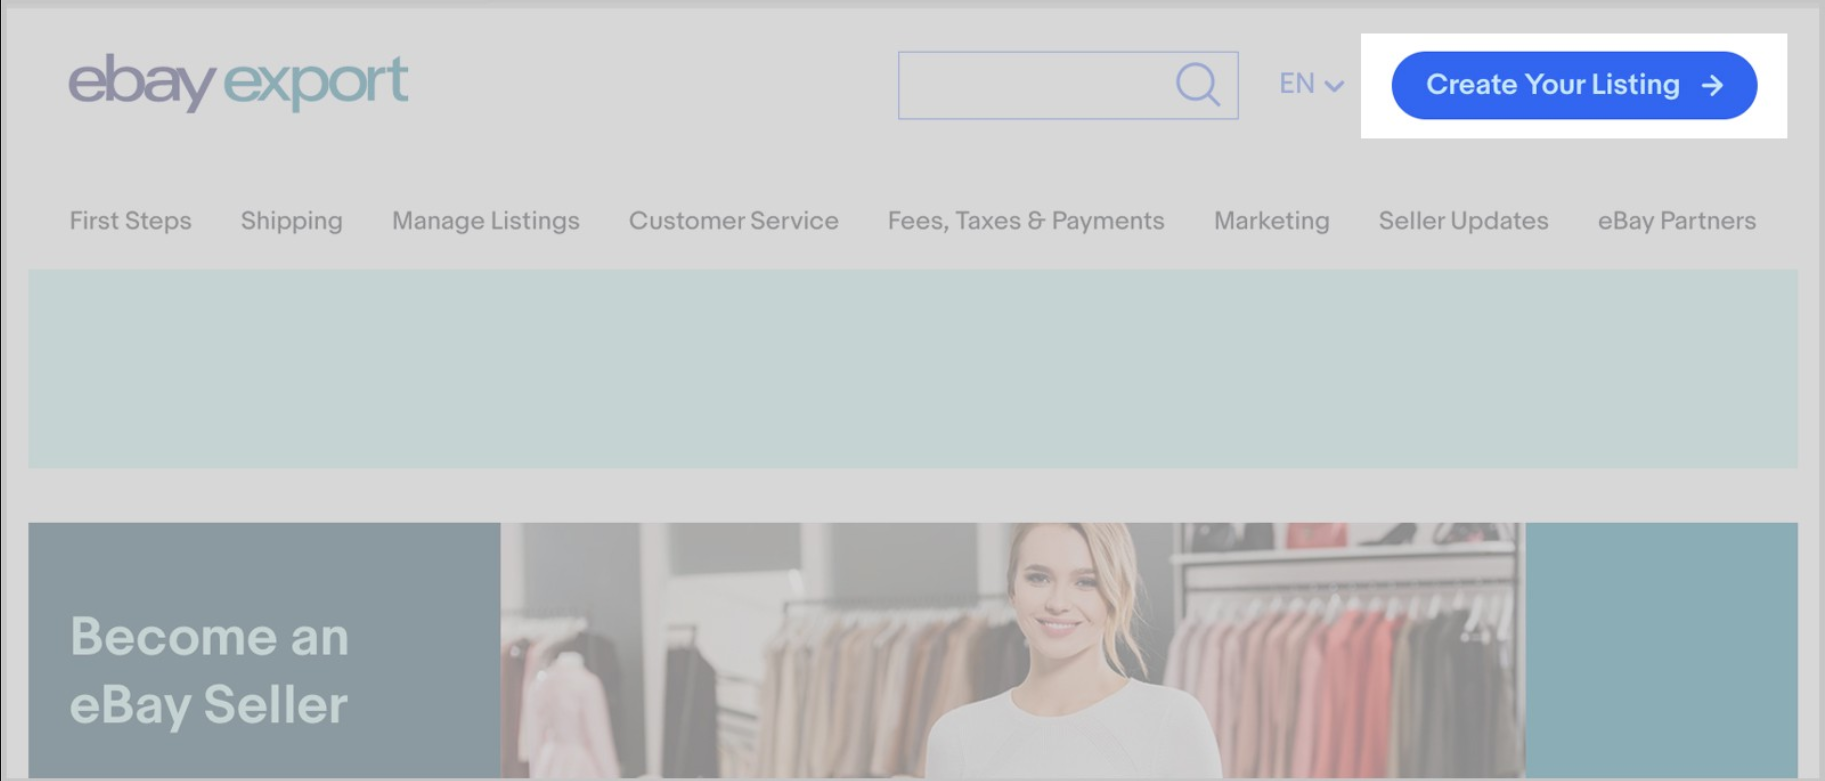 ebay export
EN
Create Your Listing
First Steps Shipping Manage Listings Customer Service Fees, Taxes & Payments Marketing Seller Updates eBay Partners
Become an
eBay Seller